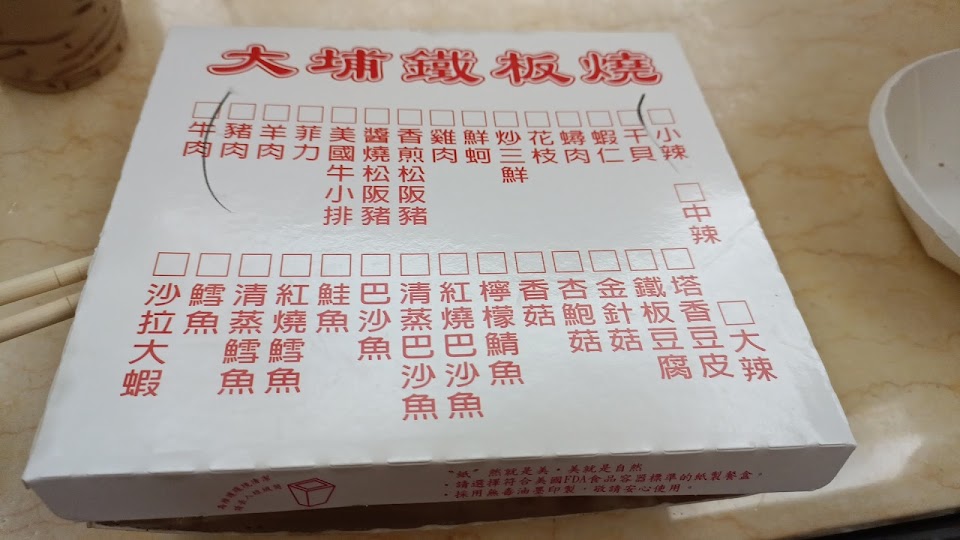 大埔鐵板燒
□牛肉
□豬肉
□羊肉
□菲力
□美國牛小排
□醬燒松阪豬
□香煎松阪豬
□雞肉
□鮮蚵
□炒三鮮
□花枝
□蟳肉
□蝦仁
□干貝
□小辣
□中辣
□沙拉大蝦
□鱈魚
□清蒸鱈魚
□紅燒鱈魚
□鮭魚
□巴沙魚
□清蒸巴沙魚
□紅燒巴沙魚
□檸檬鯖魚
□香菇
□杏鮑菇
□金針菇
□鐵板豆腐
□塔香豆皮
□大辣
"紙"然就是美，美就是自然
．請選擇符合美國FDA食品容器標準的紙製餐盒。
．採用無毒油墨印製，敬請安心使用。